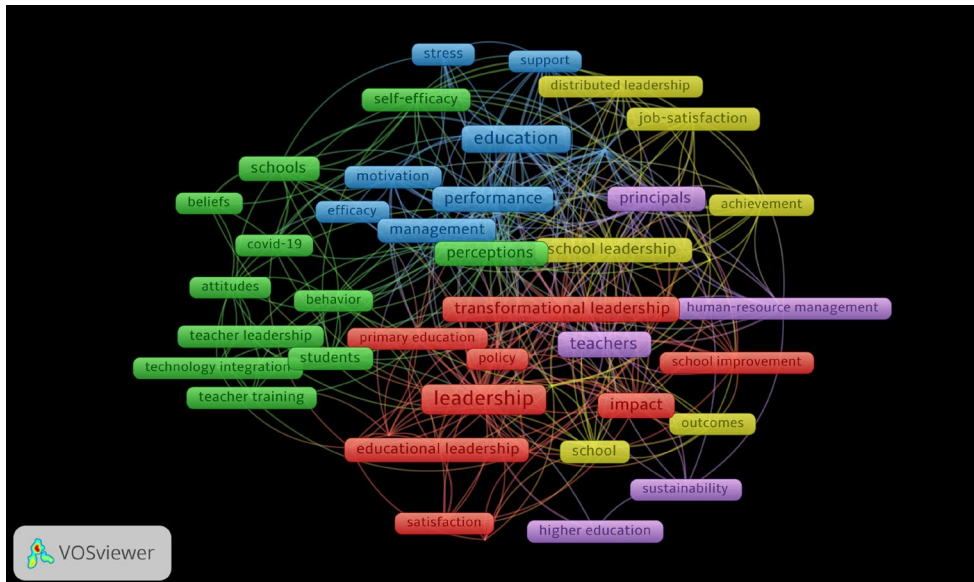 stress
support
distributed leadership
self-efficacy
job-satisfaction
education
schools
motivation
performance
principals
beliefs
efficacy
achievement
management
covid-19
perceptions
school leadership
attitudes
behavior
transformational leadership
human-resource management
teacher leadership
primary education
teachers
students
policy
school improvement
technology integration
teacher training
leadership
impact
outcomes
educational leadership
school
sustainability
satisfaction
higher education
VOSviewer